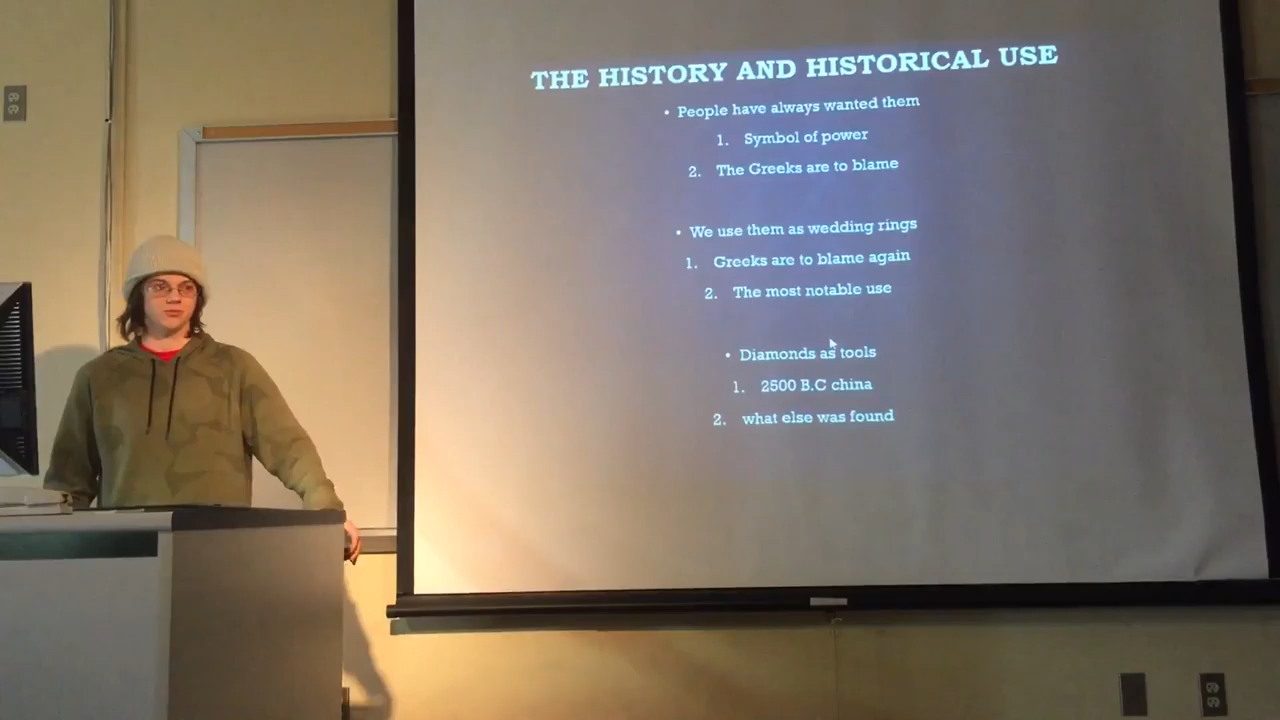 THE HISTORY AND HISTORICAL USE
• People have always wanted them
1. Symbol of power
2. The Greeks are to blame
• We use them as wedding rings
1. Greeks are to blame again
2. The most notable use
• Diamonds as tools
1. 2500 B.C china
2. what else was found